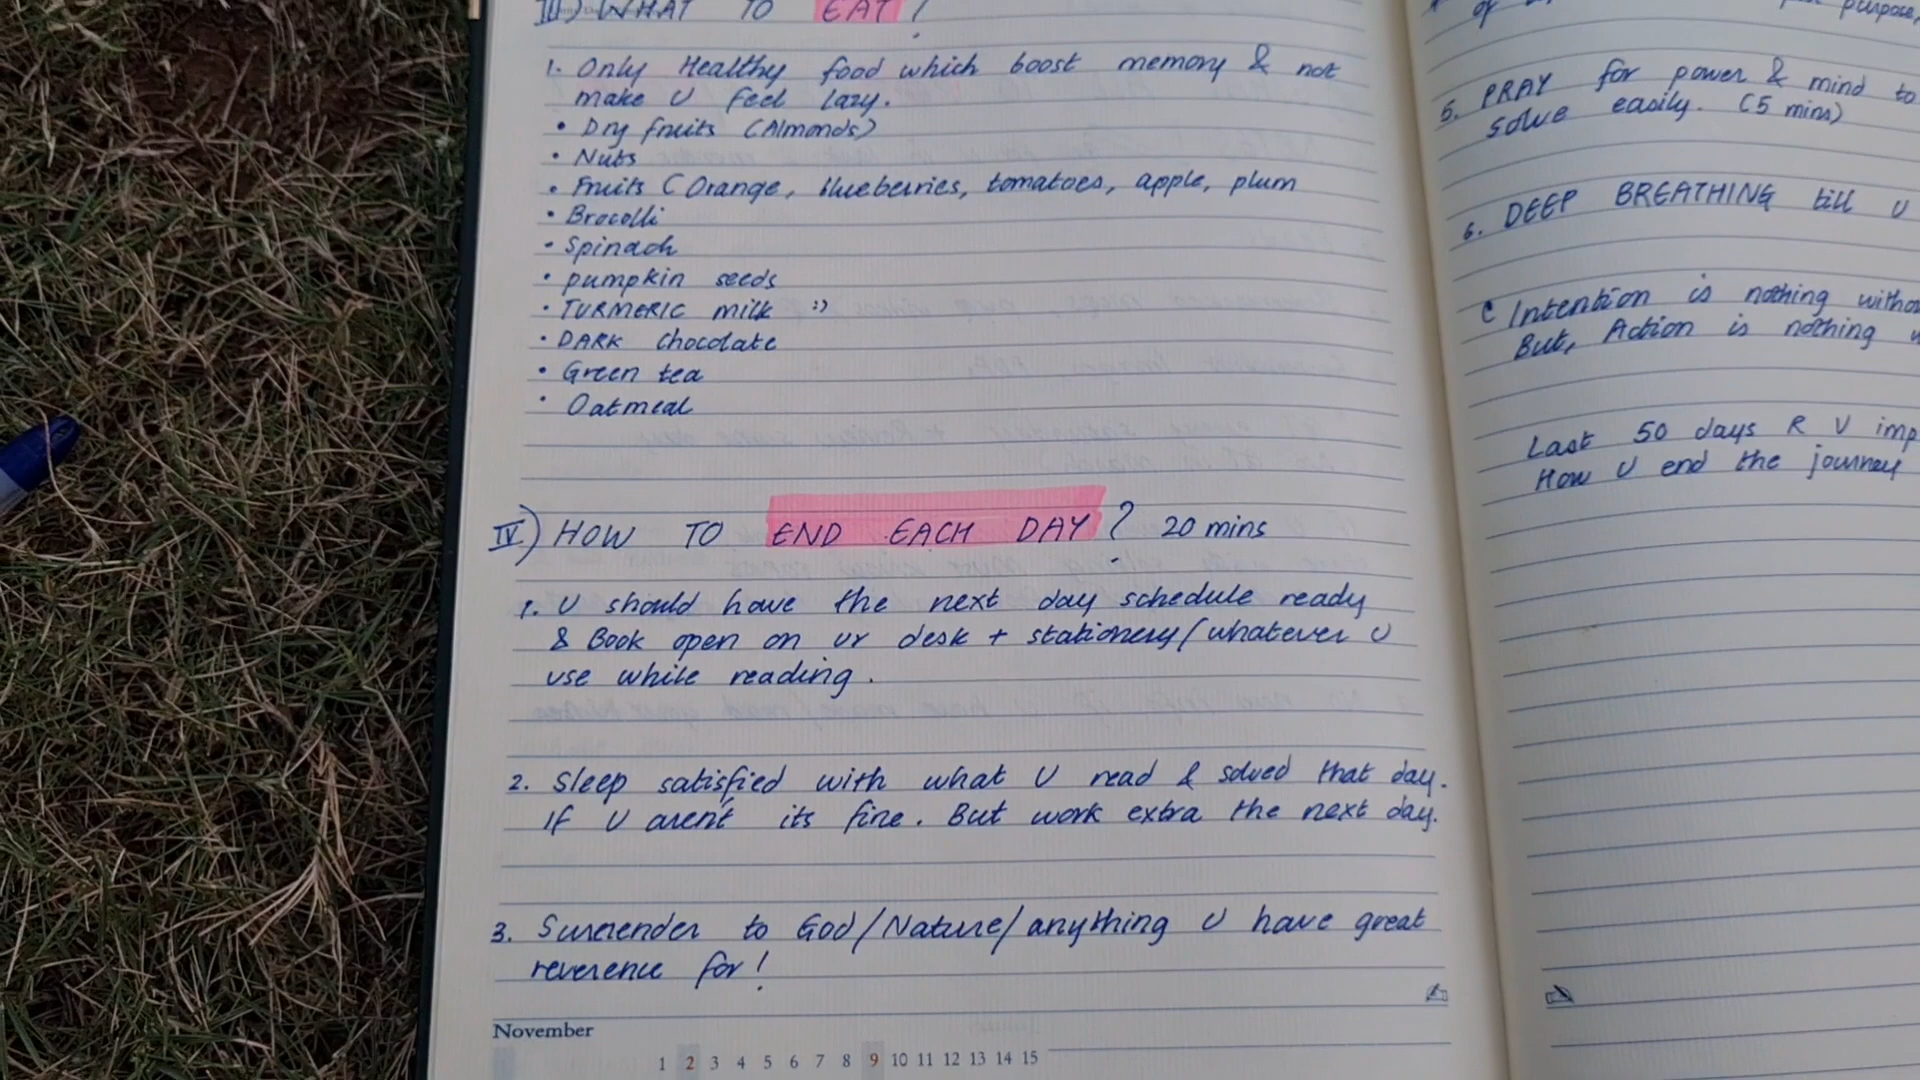 III) WHAT TO EAT?
1. Only Healthy food which boost memory & not
make U feel lazy.
• Dry fruits (Almonds)
• Nuts
• Fruits (Orange, blueberries, tomatoes, apple, plum
• Brocolli
• Spinach
• pumpkin seeds
• TURMERIC milk :)
• DARK chocolate
• Green tea
• Oatmeal
IV) HOW TO END EACH DAY? 20 mins
1. U should have the next day schedule ready
& Book open on ur desk + stationery/whatever U
use while reading.
2. Sleep satisfied with what U read & solved that day.
If U aren't its fine. But work extra the next day.
3. Surrender to God/Nature/anything U have great
reverence for!
November
1 2 3 4 5 6 7 8 9 10 11 12 13 14 15
of
purpose,
5. PRAY for power & mind to
solve easily. (5 mins)
6. DEEP BREATHING till U
Intention is nothing witho
But, Action is nothing w
Last 50 days R U imp
How U end the journey